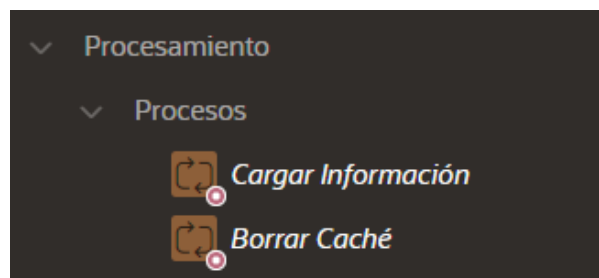 Procesamiento
Procesos
Cargar Información
Borrar Caché